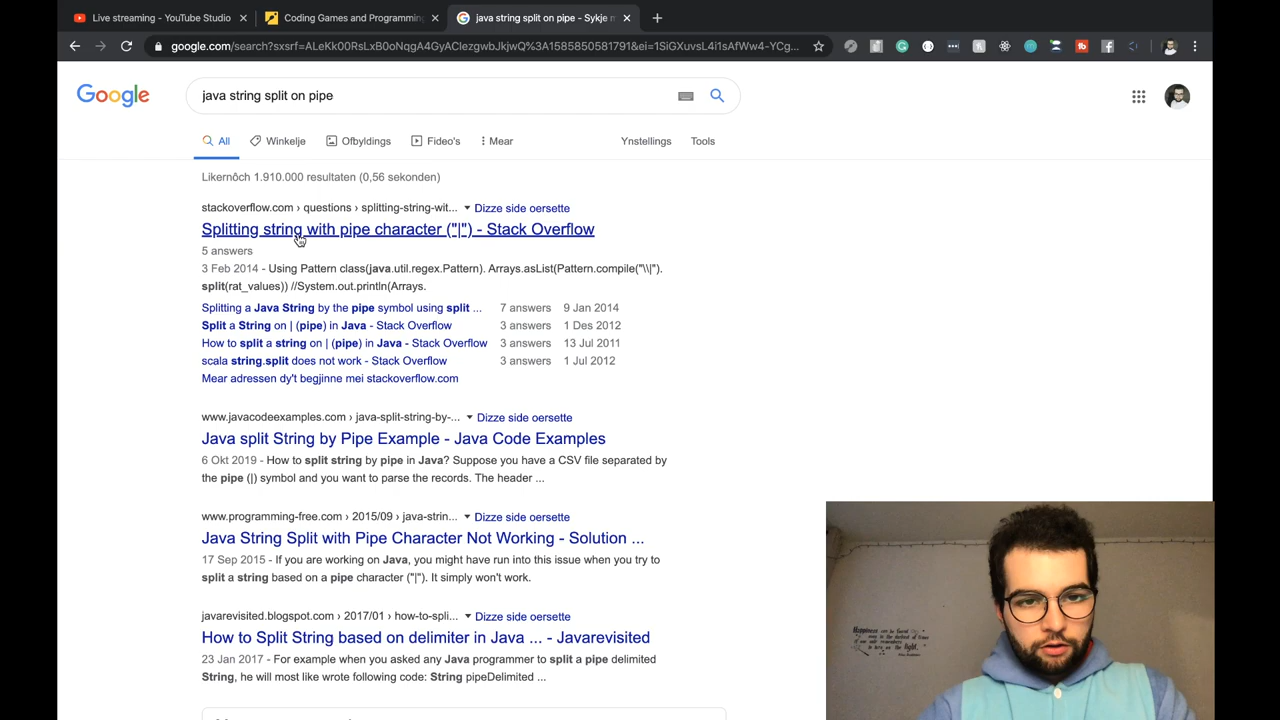 Live streaming - YouTube Studio
Coding Games and Programming
java string split on pipe - Sykje m
google.com/search?sxsrf=ALeKk00RsLxB0oNqgA4GyACIezgwbJkjwQ%3A1585850581791&ei=1SiGXuvsL4i1sAfWw4-YCg...
Google
java string split on pipe
All
Winkelje
Ofbyldings
Fideo's
Mear
Ynstellings
Tools
Likernôch 1.910.000 resultaten (0,56 sekonden)
stackoverflow.com › questions › splitting-string-wit... Dizze side oersette
Splitting string with pipe character ("|") - Stack Overflow
5 answers
3 Feb 2014 - Using Pattern class(java.util.regex.Pattern). Arrays.asList(Pattern.compile("\\|").
split(rat_values)) //System.out.println(Arrays.
Splitting a Java String by the pipe symbol using split ... 7 answers 9 Jan 2014
Split a String on | (pipe) in Java - Stack Overflow 3 answers 1 Des 2012
How to split a string on | (pipe) in Java - Stack Overflow 3 answers 13 Jul 2011
scala string.split does not work - Stack Overflow 3 answers 1 Jul 2012
Mear adressen dy't begjinne mei stackoverflow.com
www.javacodeexamples.com › java-split-string-by-... Dizze side oersette
Java split String by Pipe Example - Java Code Examples
6 Okt 2019 - How to split string by pipe in Java? Suppose you have a CSV file separated by
the pipe (|) symbol and you want to parse the records. The header ...
www.programming-free.com › 2015/09 › java-strin... Dizze side oersette
Java String Split with Pipe Character Not Working - Solution ...
17 Sep 2015 - If you are working on Java, you might have run into this issue when you try to
split a string based on a pipe character ("|"). It simply won't work.
javarevisited.blogspot.com › 2017/01 › how-to-spli... Dizze side oersette
How to Split String based on delimiter in Java ... - Javarevisited
23 Jan 2017 - For example when you asked any Java programmer to split a pipe delimited
String, he will most like wrote following code: String pipeDelimited ...